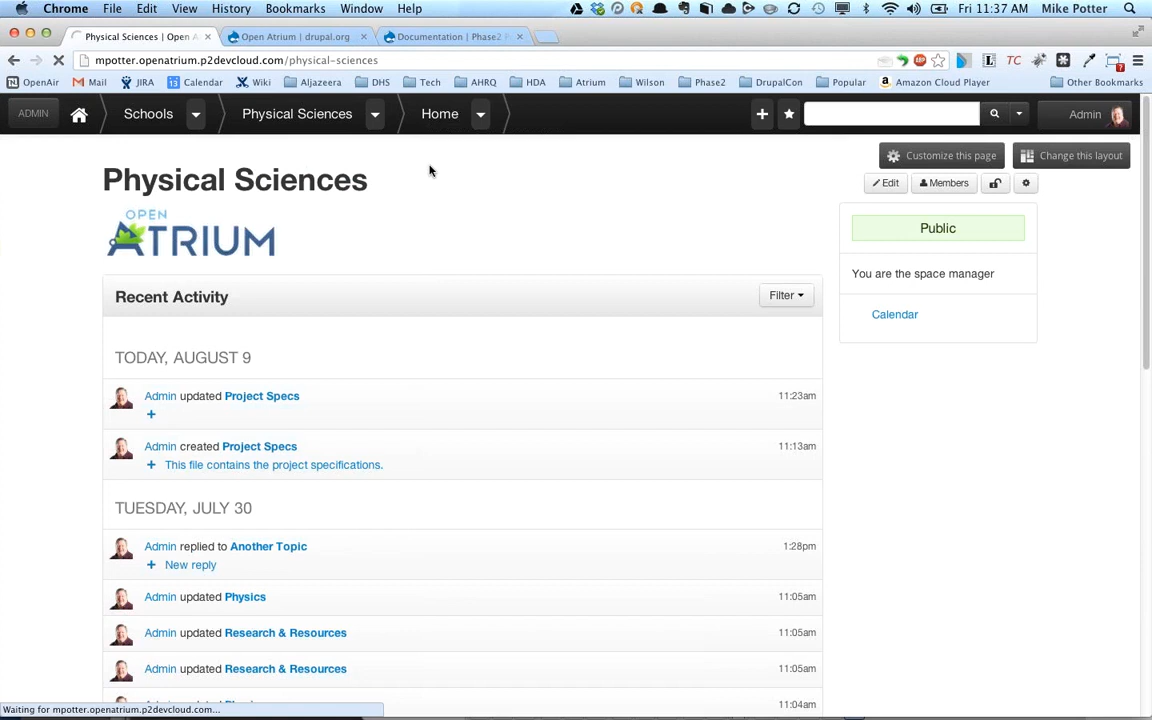 Chrome File Edit View History Bookmarks Window Help Fri 11:37 AM Mike Potter
Physical Sciences | Open A Open Atrium | drupal.org Documentation | Phase2 P
mpotter.openatrium.p2devcloud.com/physical-sciences
OpenAir Mail JIRA Calendar Wiki Aljazeera DHS Tech AHRQ HDA Atrium Wilson Phase2 DrupalCon Popular Amazon Cloud Player Other Bookmarks
ADMIN Schools Physical Sciences Home Admin
Customize this page Change this layout
Physical Sciences
Edit Members
OPEN
ATRIUM
Public
You are the space manager
Calendar
Recent Activity
Filter
TODAY, AUGUST 9
Admin updated Project Specs 11:23am
+
Admin created Project Specs 11:13am
+ This file contains the project specifications.
TUESDAY, JULY 30
Admin replied to Another Topic 1:28pm
+ New reply
Admin updated Physics 11:05am
Admin updated Research & Resources 11:05am
Admin updated Research & Resources 11:05am
11:04am
Waiting for mpotter.openatrium.p2devcloud.com...